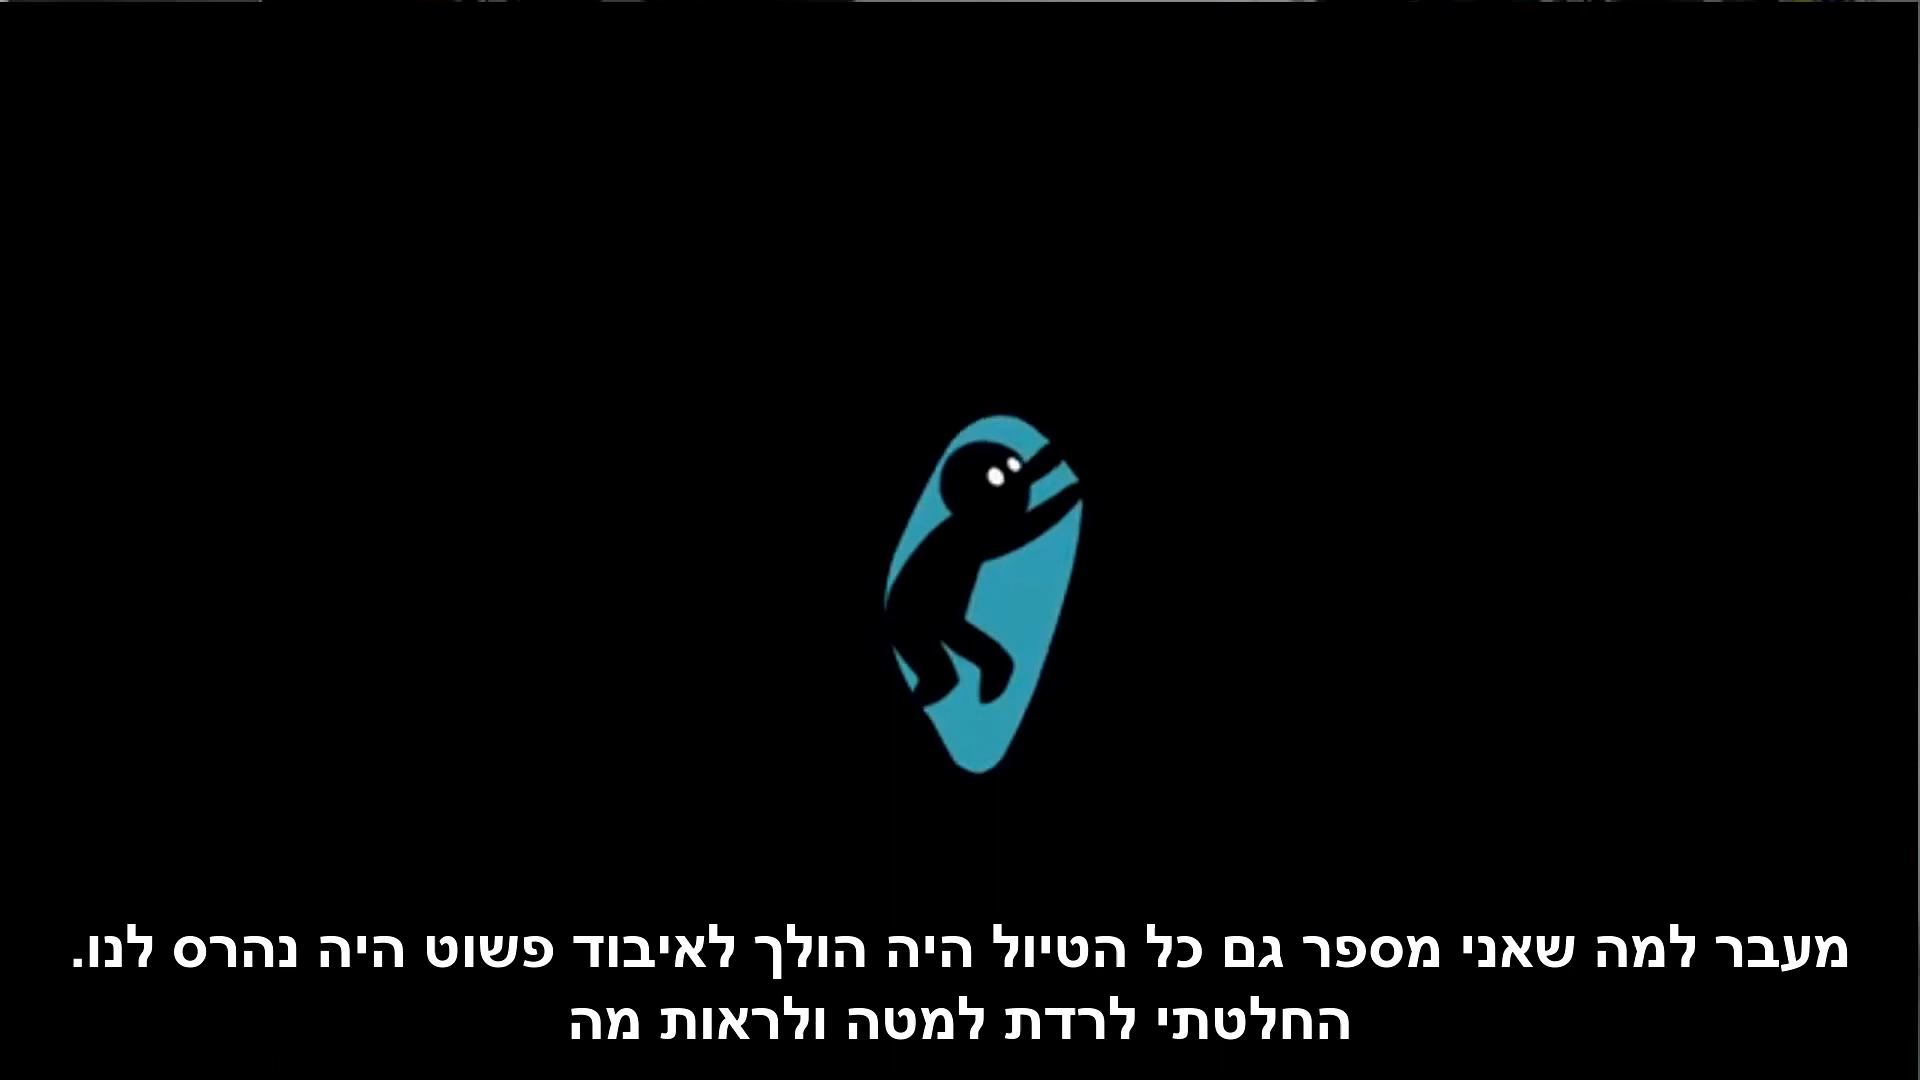 מעבר למה שאני מספר גם כל הטיול היה הולך לאיבוד פשוט היה נהרס לנו.
החלטתי לרדת למטה ולראות מה